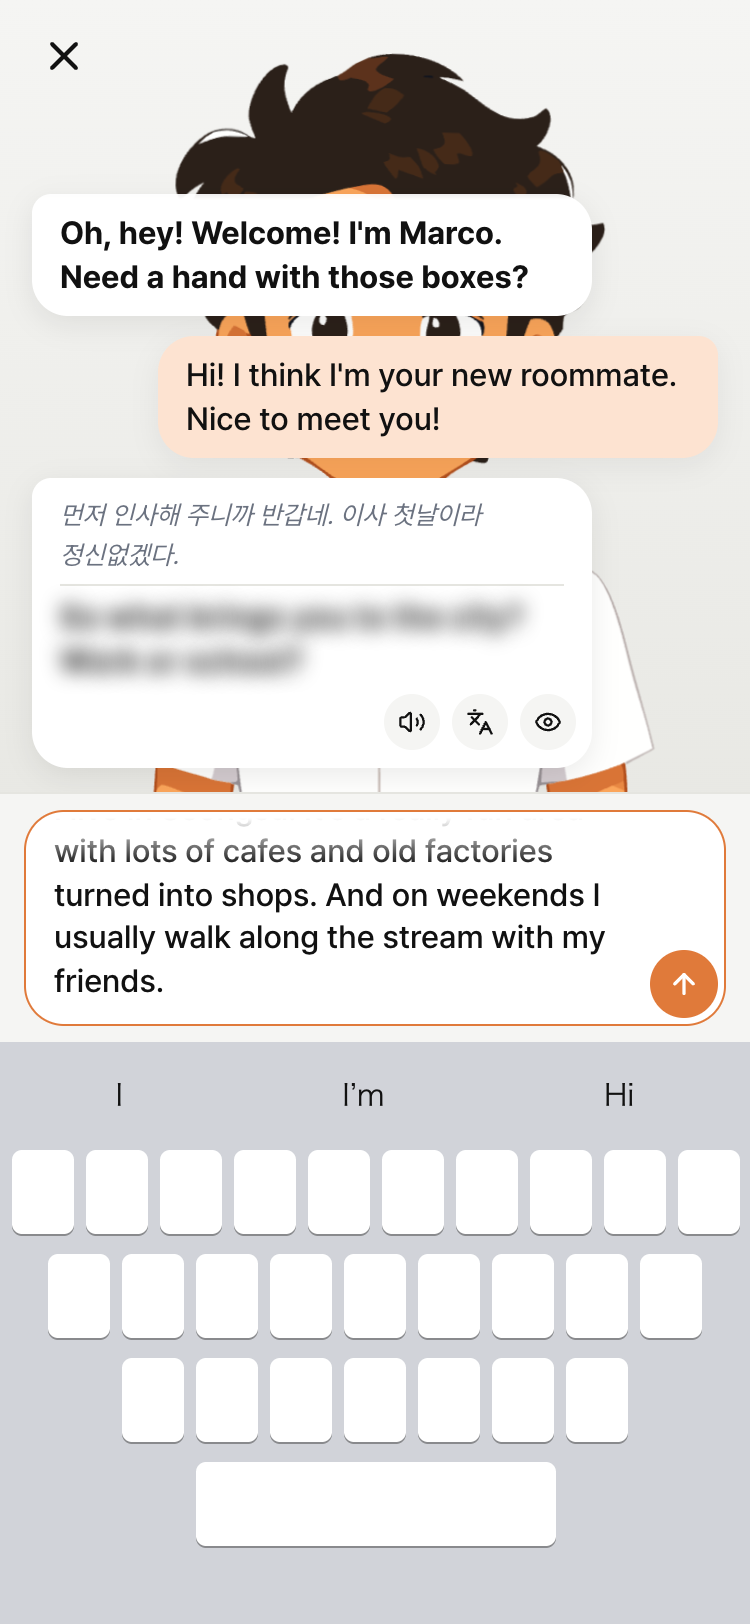 Oh, hey! Welcome! I'm Marco.
Need a hand with those boxes?
Hi! I think I'm your new roommate.
Nice to meet you!
먼저 인사해 주니까 반갑네. 이사 첫날이라
정신없겠다.
with lots of cafes and old factories
turned into shops. And on weekends I
usually walk along the stream with my
friends.
I
I’m
Hi